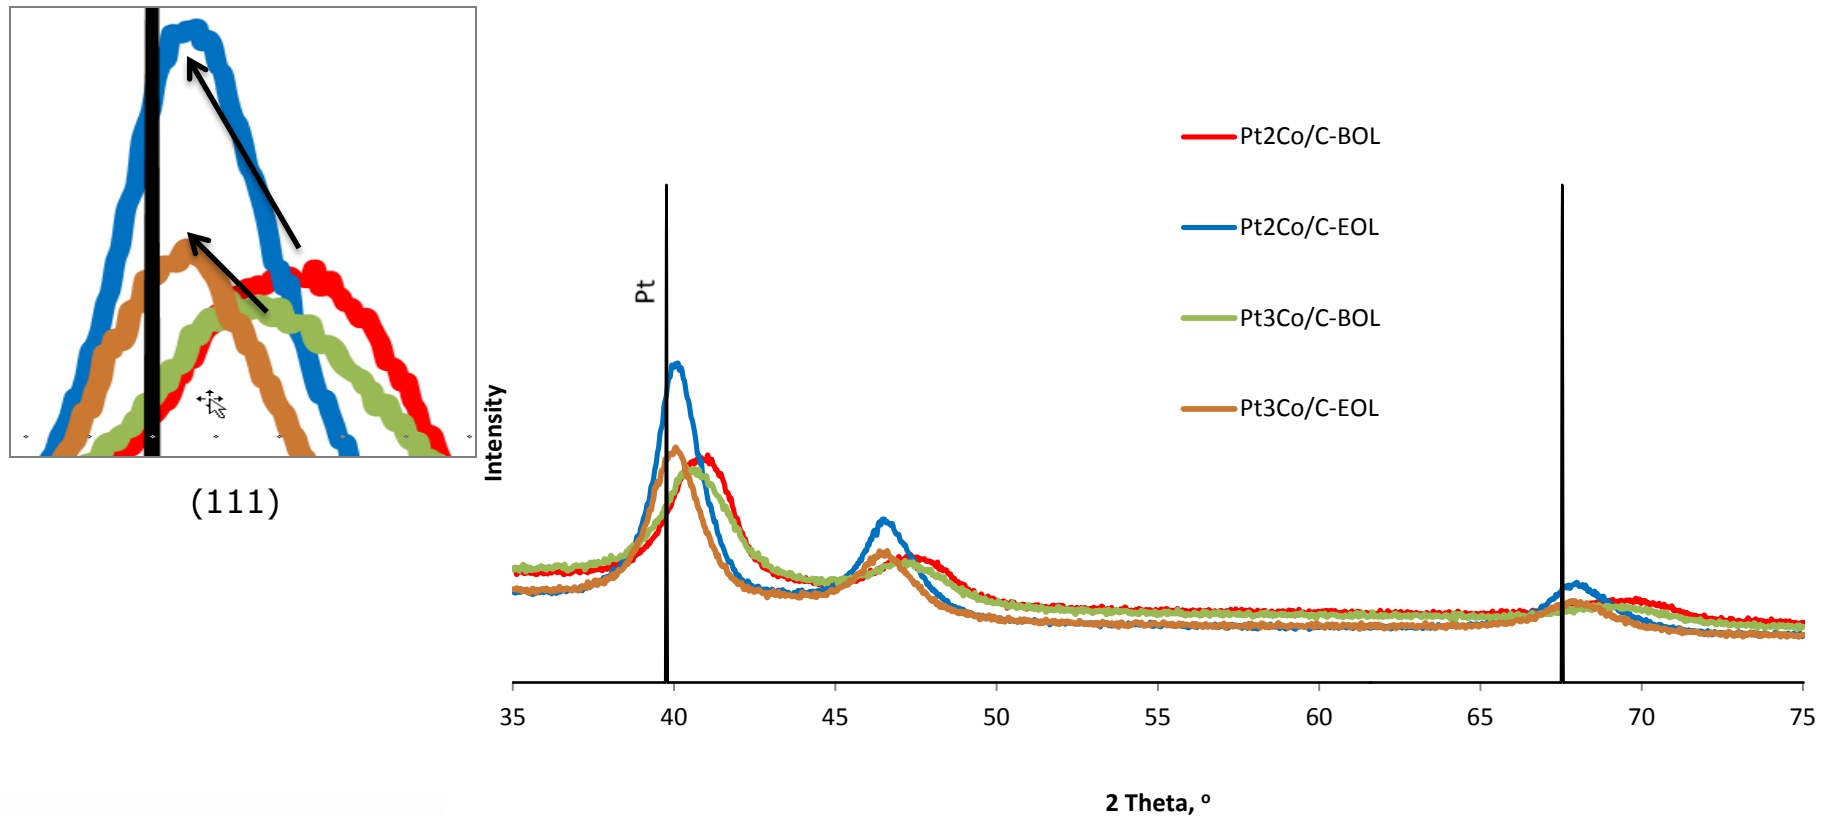 (111)
Pt2Co/C-BOL
Pt2Co/C-EOL
Pt3Co/C-BOL
Pt3Co/C-EOL
Pt
Intensity
35 40 45 50 55 60 65 70 75
2 Theta, º